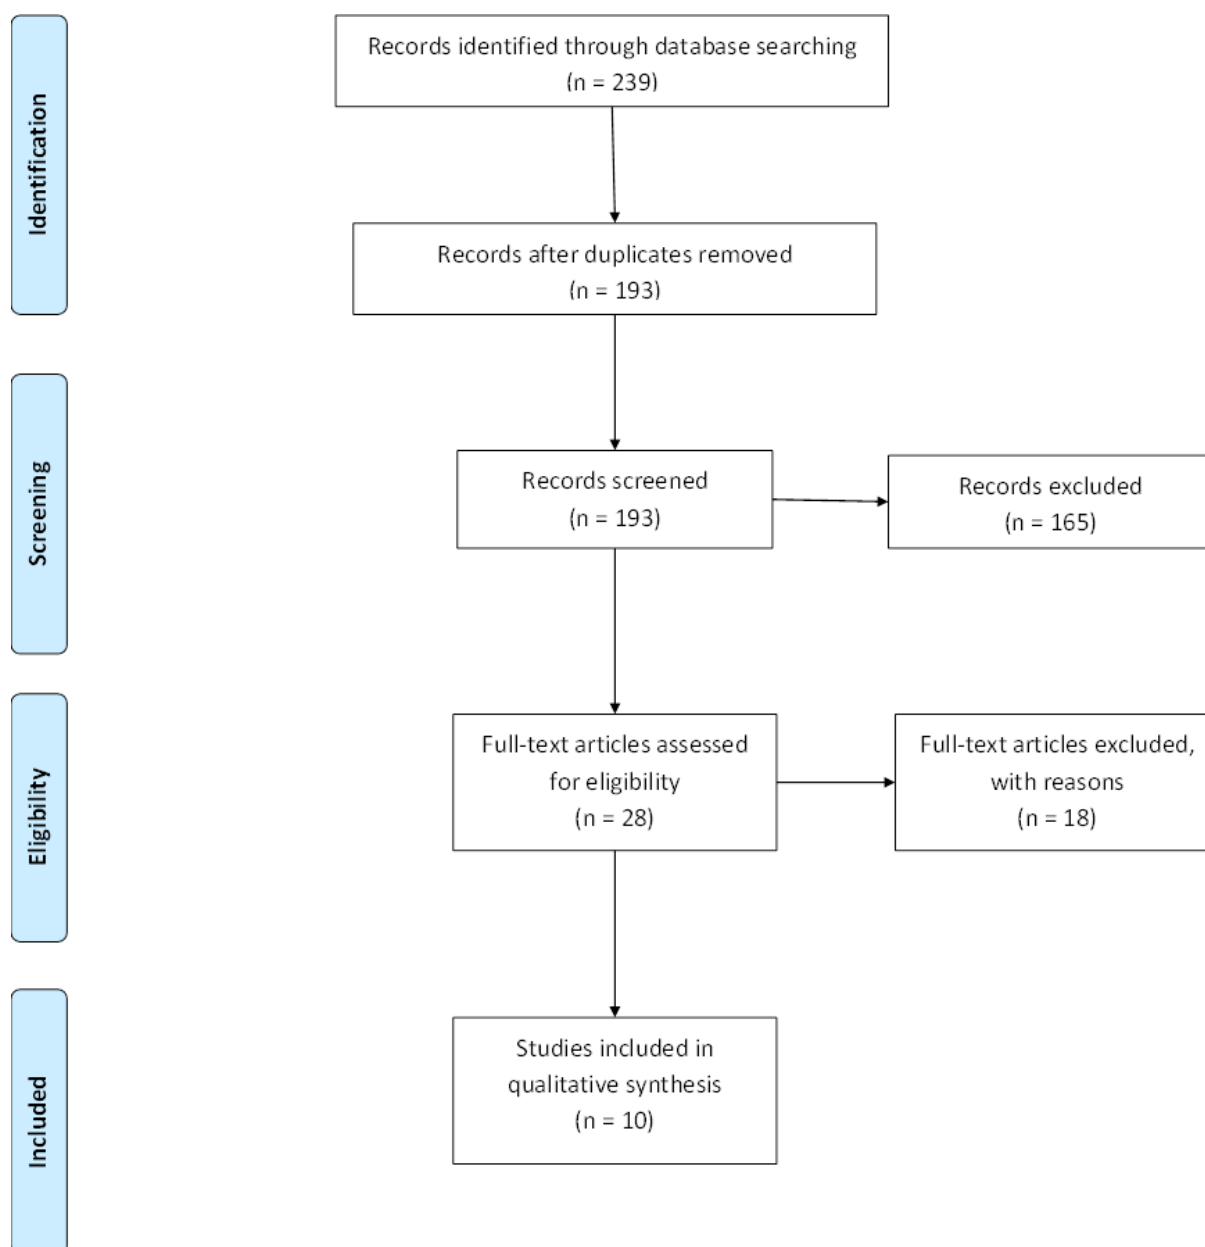 Identification
Records identified through database searching
(n = 239)
Records after duplicates removed
(n = 193)
Screening
Records screened
(n = 193)
Records excluded
(n = 165)
Eligibility
Full-text articles assessed
for eligibility
(n = 28)
Full-text articles excluded,
with reasons
(n = 18)
Included
Studies included in
qualitative synthesis
(n = 10)